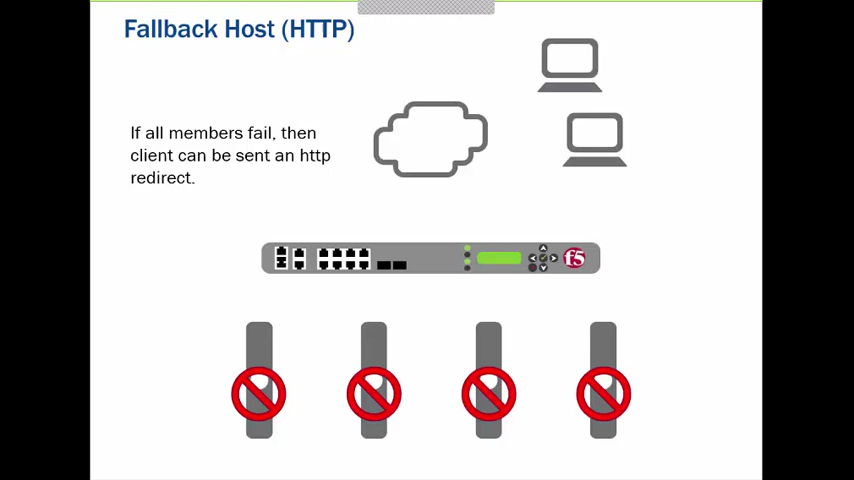 Fallback Host (HTTP)
If all members fail, then
client can be sent an http
redirect.
f5